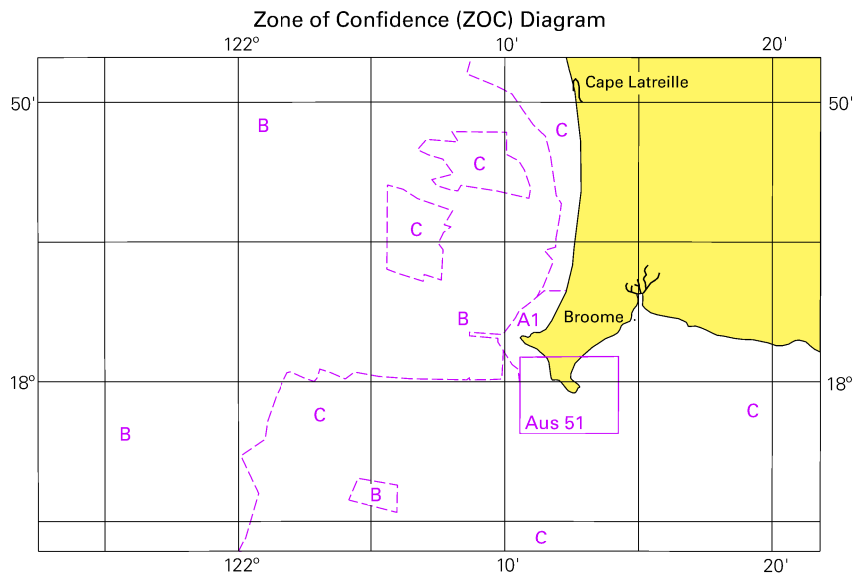 Zone of Confidence (ZOC) Diagram
122° 10' 20'
Cape Latreille
50' 50'
B C
C
C
B A1 Broome
18° 18°
C C
Aus 51
B
B
C
122° 10' 20'